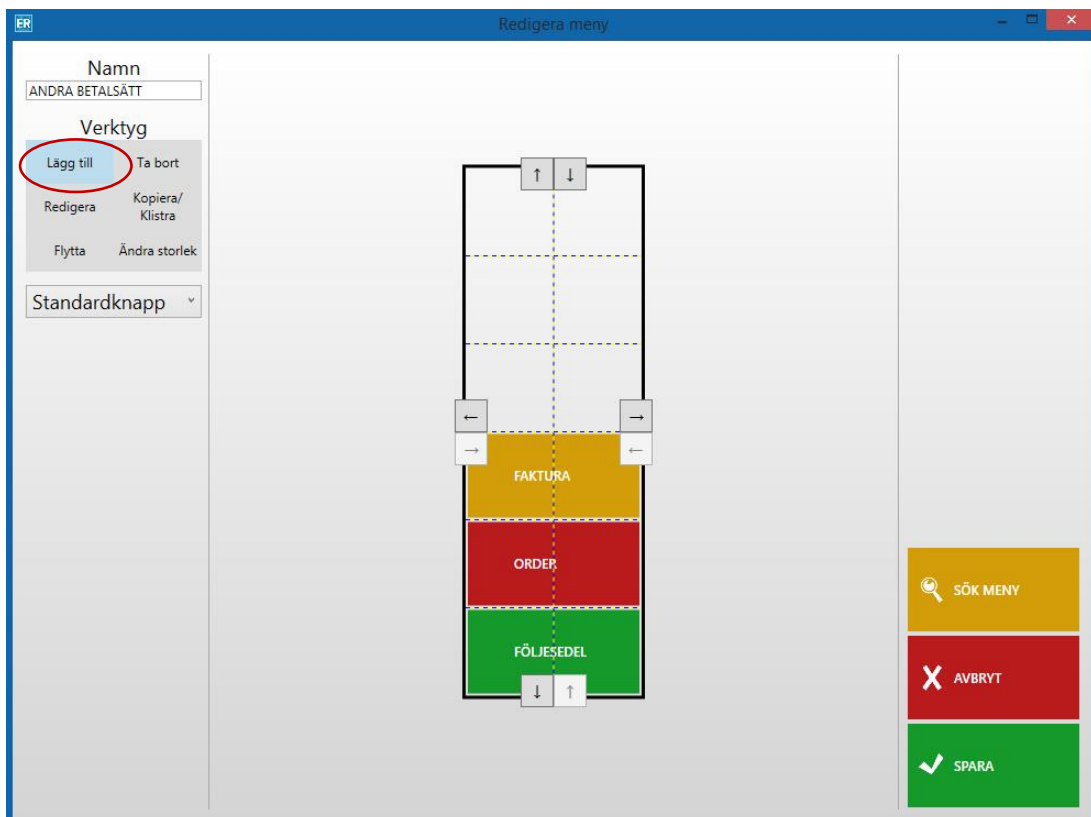 ER
Redigera meny
Namn
ANDRA BETALSÄTT
Verktyg
Lägg till
Ta bort
Redigera
Kopiera/
Klistra
Flytta
Ändra storlek
Standardknapp
↑ ↓
← →
→ ←
FAKTURA
ORDER
FÖLJESEDEL
↓ ↑
SÖK MENY
AVBRYT
SPARA